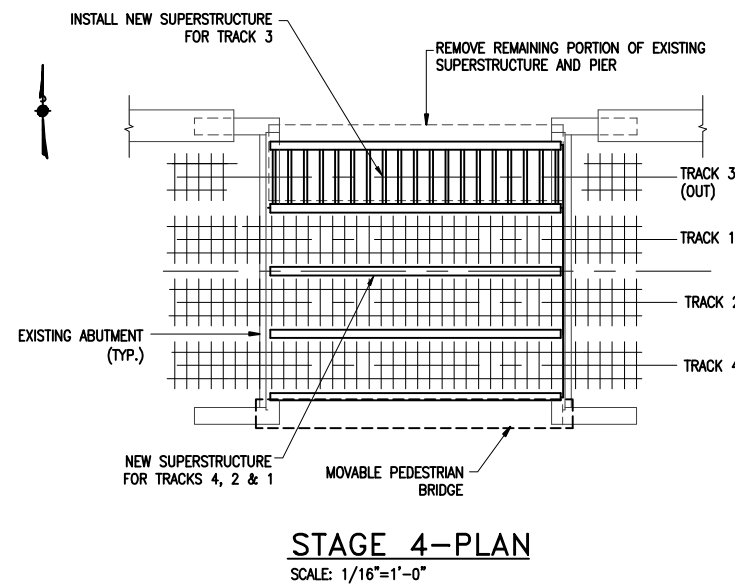 INSTALL NEW SUPERSTRUCTURE
FOR TRACK 3
REMOVE REMAINING PORTION OF EXISTING
SUPERSTRUCTURE AND PIER
TRACK 3
(OUT)
TRACK 1
TRACK 2
EXISTING ABUTMENT
(TYP.)
TRACK 4
NEW SUPERSTRUCTURE
FOR TRACKS 4, 2 & 1
MOVABLE PEDESTRIAN
BRIDGE
STAGE 4-PLAN
SCALE: 1/16"=1'-0"